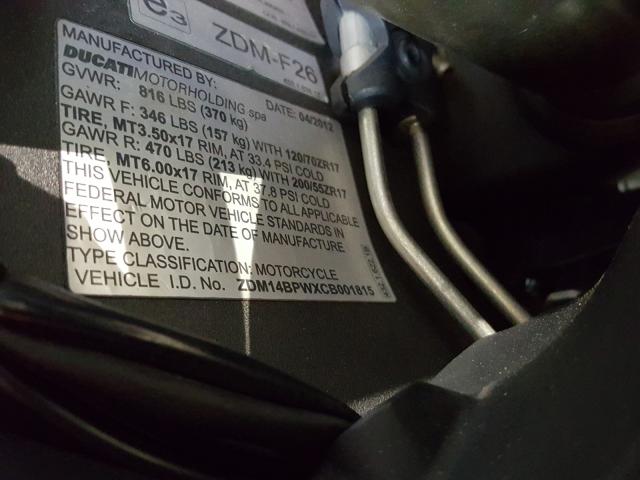 e3
ZDM-F26
MANUFACTURED BY:
DUCATIMOTORHOLDING spa
GVWR: 816 LBS (370 kg) DATE: 04/2012
GAWR F: 346 LBS (157 kg) WITH 120/70ZR17
TIRE, MT3.50x17 RIM, AT 33.4 PSI COLD
GAWR R: 470 LBS (213 kg) WITH 200/55ZR17
TIRE, MT6.00x17 RIM, AT 37.8 PSI COLD
THIS VEHICLE CONFORMS TO ALL APPLICABLE
FEDERAL MOTOR VEHICLE STANDARDS IN
EFFECT ON THE DATE OF MANUFACTURE
SHOW ABOVE.
TYPE CLASSIFICATION: MOTORCYCLE
VEHICLE I.D. No. ZDM14BPWXCB001815